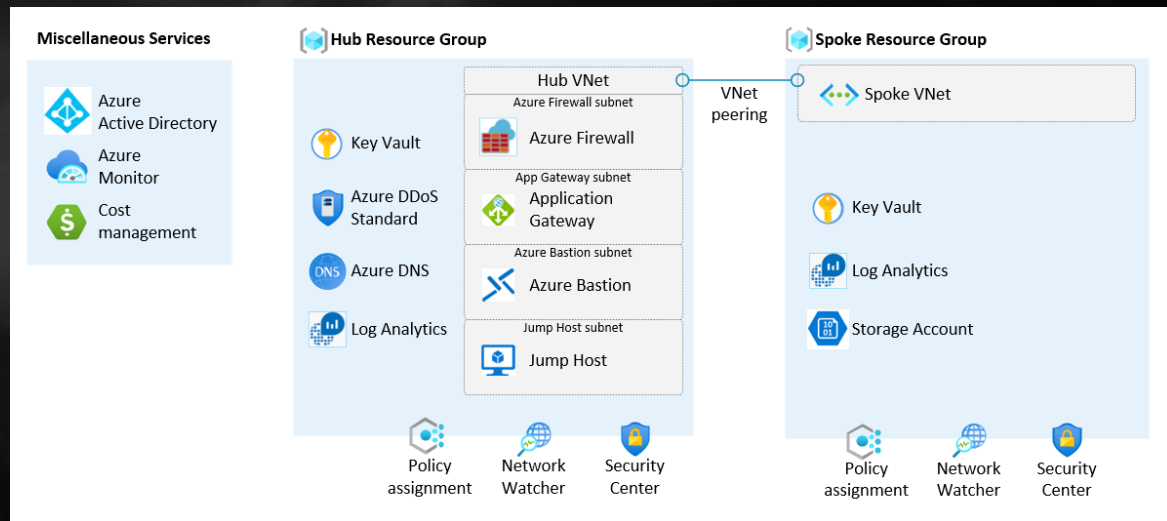 Miscellaneous Services
Azure
Active Directory
Azure
Monitor
Cost
management
Hub Resource Group
Key Vault
Azure DDoS
Standard
DNS
Azure DNS
Log Analytics
Hub VNet
Azure Firewall subnet
Azure Firewall
App Gateway subnet
Application
Gateway
Azure Bastion subnet
Azure Bastion
Jump Host subnet
Jump Host
Policy
assignment
Network
Watcher
Security
Center
VNet
peering
Spoke Resource Group
Spoke VNet
Key Vault
Log Analytics
10
01
Storage Account
Policy
assignment
Network
Watcher
Security
Center